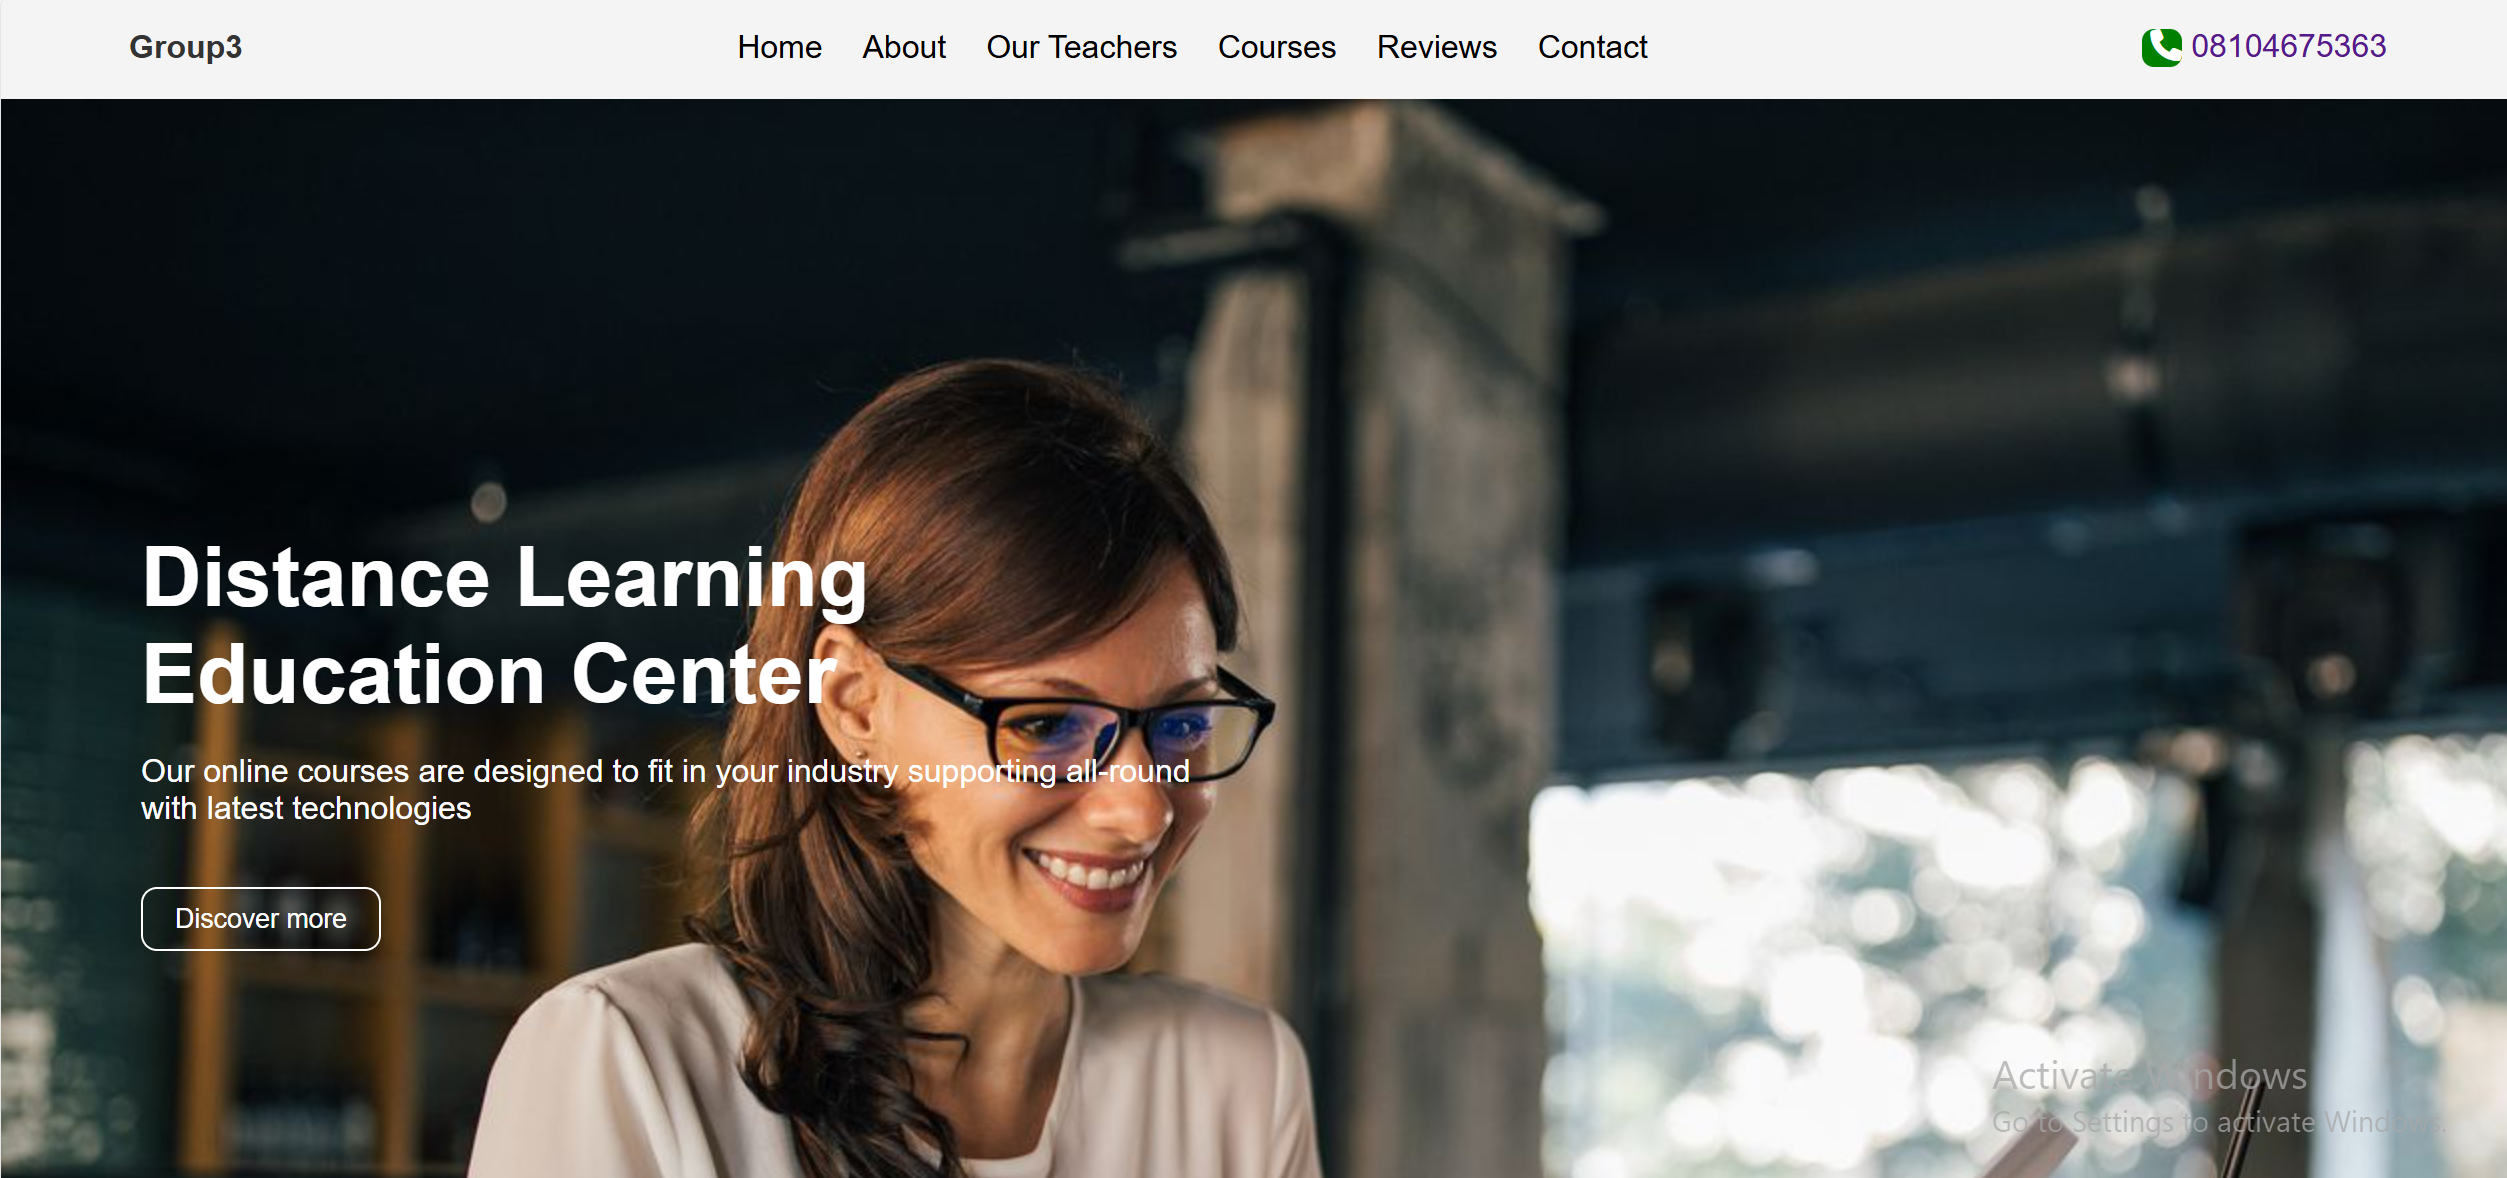 Group3
Home About Our Teachers Courses Reviews Contact
08104675363
Distance Learning
Education Center
Our online courses are designed to fit in your industry supporting all-round
with latest technologies
Discover more
Activate Windows
Go to Settings to activate Windows.